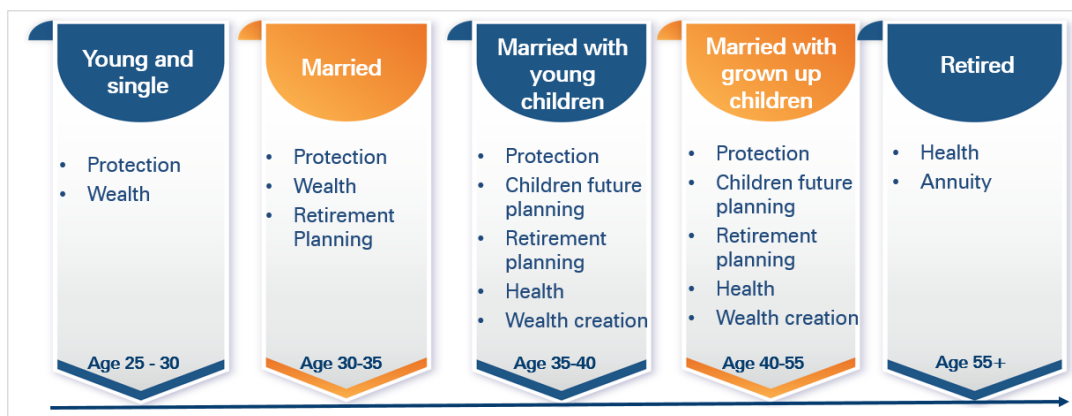 Young and
single
• Protection
• Wealth
Age 25 - 30
Married
• Protection
• Wealth
• Retirement
Planning
Age 30-35
Married with
young
children
• Protection
• Children future
planning
• Retirement
planning
• Health
• Wealth creation
Age 35-40
Married with
grown up
children
• Protection
• Children future
planning
• Retirement
planning
• Health
• Wealth creation
Age 40-55
Retired
• Health
• Annuity
Age 55+